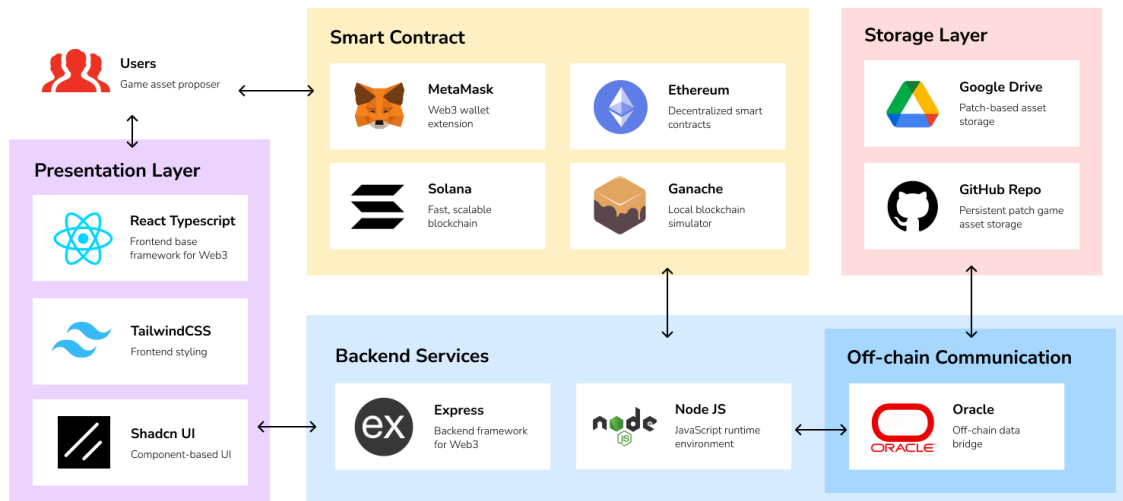 Users
Game asset proposer
Presentation Layer
React Typescript
Frontend base
framework for Web3
TailwindCSS
Frontend styling
Shadcn UI
Component-based UI
Smart Contract
MetaMask
Web3 wallet
extension
Ethereum
Decentralized smart
contracts
Solana
Fast, scalable
blockchain
Ganache
Local blockchain
simulator
Storage Layer
Google Drive
Patch-based asset
storage
GitHub Repo
Persistent patch game
asset storage
Backend Services
ex
Express
Backend framework
for Web3
node
JS
Node JS
JavaScript runtime
environment
Off-chain Communication
ORACLE
Oracle
Off-chain data
bridge